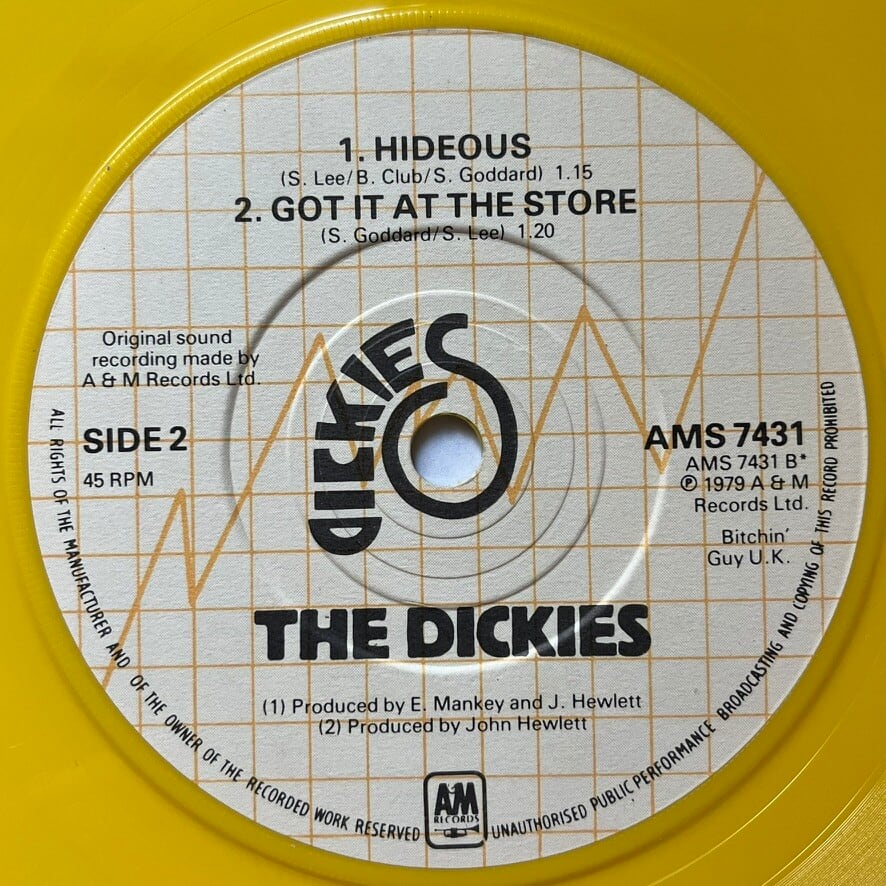 1. HIDEOUS
(S. Lee/B. Club/S. Goddard) 1.15
2. GOT IT AT THE STORE
(S. Goddard/S. Lee) 1.20
Original sound
recording made by
A & M Records Ltd.
SIDE 2
45 RPM
DICKIES
AMS 7431
AMS 7431 B*
℗ 1979 A & M
Records Ltd.
Bitchin'
Guy U.K.
THE DICKIES
(1) Produced by E. Mankey and J. Hewlett
(2) Produced by John Hewlett
ALL RIGHTS OF THE MANUFACTURER AND OF THE OWNER OF THE RECORDED WORK RESERVED
AM
RECORDS
UNAUTHORISED PUBLIC PERFORMANCE BROADCASTING AND COPYING OF THIS RECORD PROHIBITED